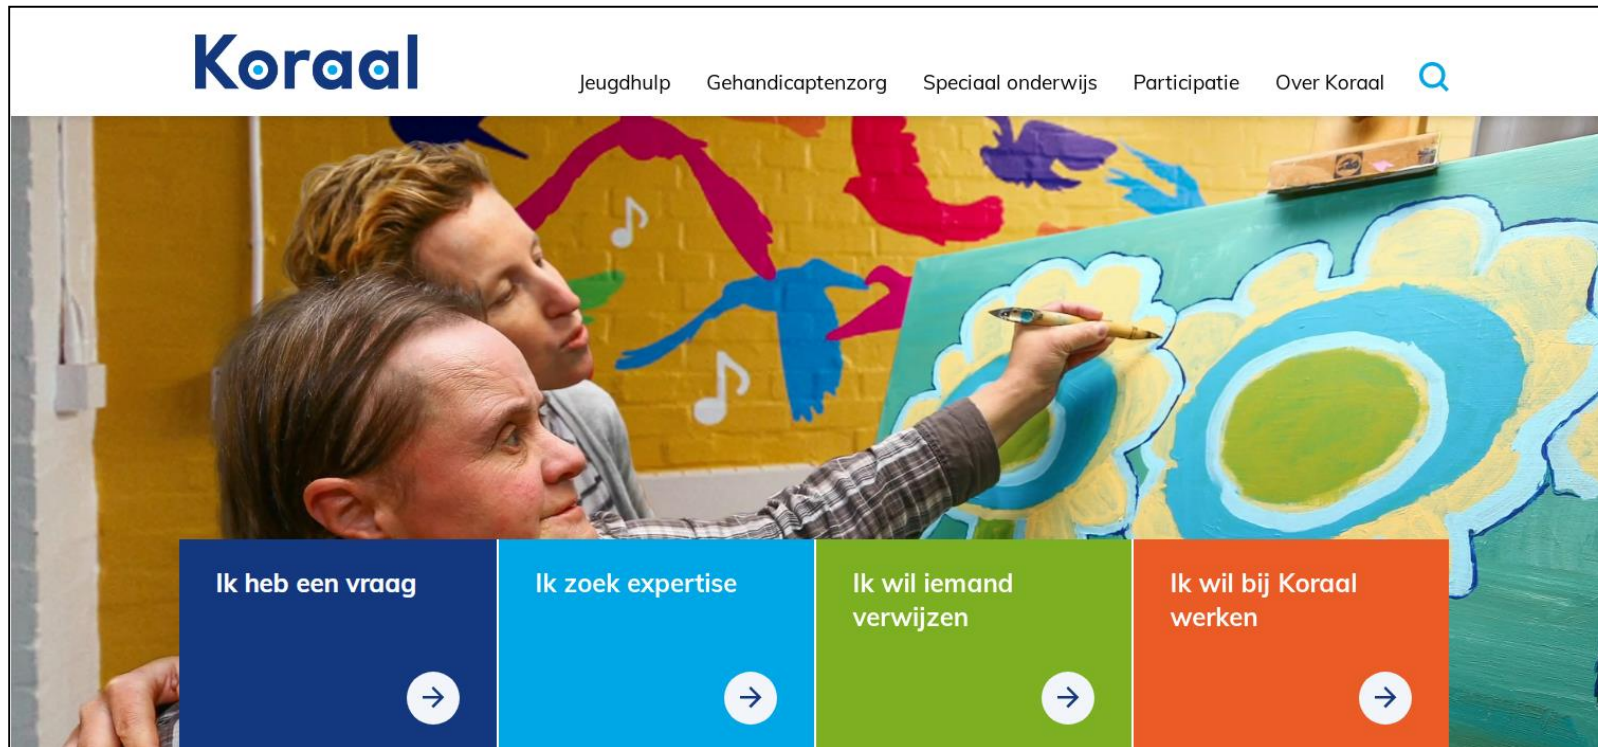 Koraal
Jeugdhulp Gehandicaptenzorg Speciaal onderwijs Participatie Over Koraal
Ik heb een vraag
Ik zoek expertise
Ik wil iemand
verwijzen
Ik wil bij Koraal
werken